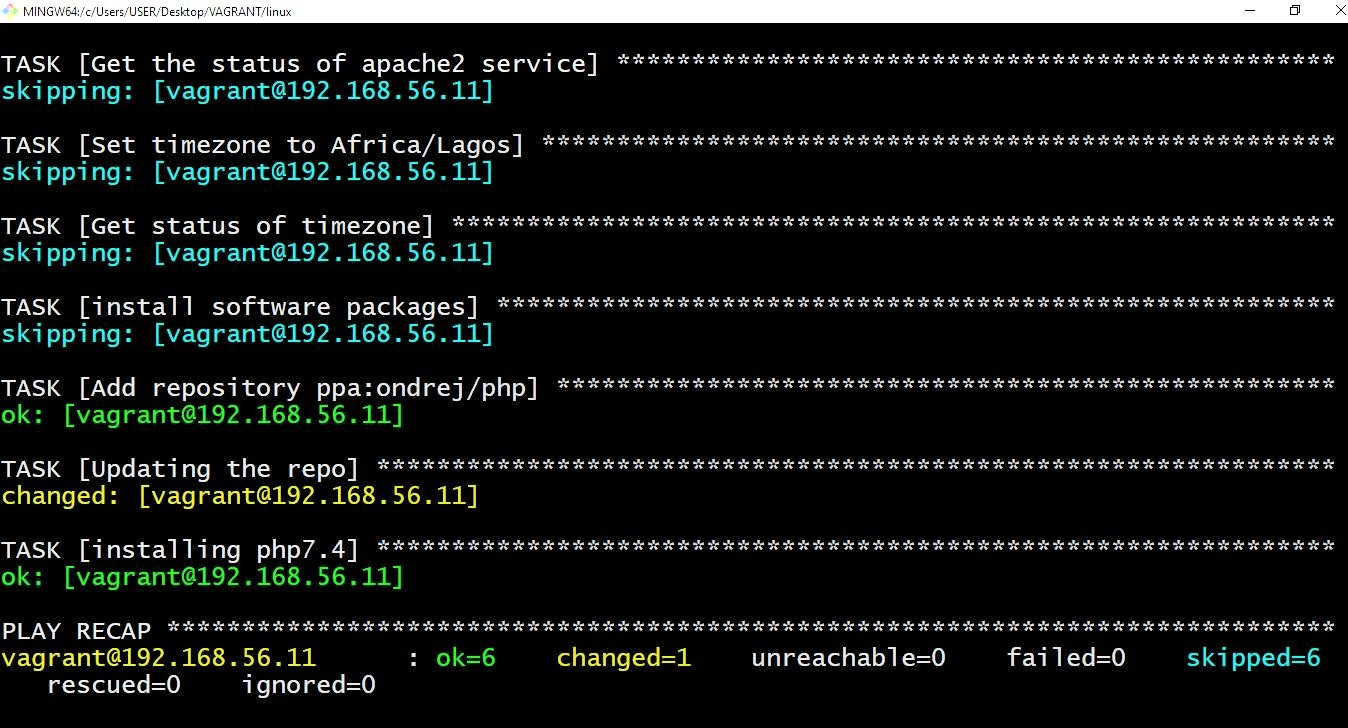 MINGW64:/c/Users/USER/Desktop/VAGRANT/linux
TASK [Get the status of apache2 service] ************************************************
skipping: [vagrant@192.168.56.11]
TASK [Set timezone to Africa/Lagos] *****************************************************
skipping: [vagrant@192.168.56.11]
TASK [Get status of timezone] ***********************************************************
skipping: [vagrant@192.168.56.11]
TASK [install software packages] ********************************************************
skipping: [vagrant@192.168.56.11]
TASK [Add repository ppa:ondrej/php] ****************************************************
ok: [vagrant@192.168.56.11]
TASK [Updating the repo] ****************************************************************
changed: [vagrant@192.168.56.11]
TASK [installing php7.4] ****************************************************************
ok: [vagrant@192.168.56.11]
PLAY RECAP ******************************************************************************
vagrant@192.168.56.11      : ok=6    changed=1    unreachable=0    failed=0    skipped=6
   rescued=0    ignored=0